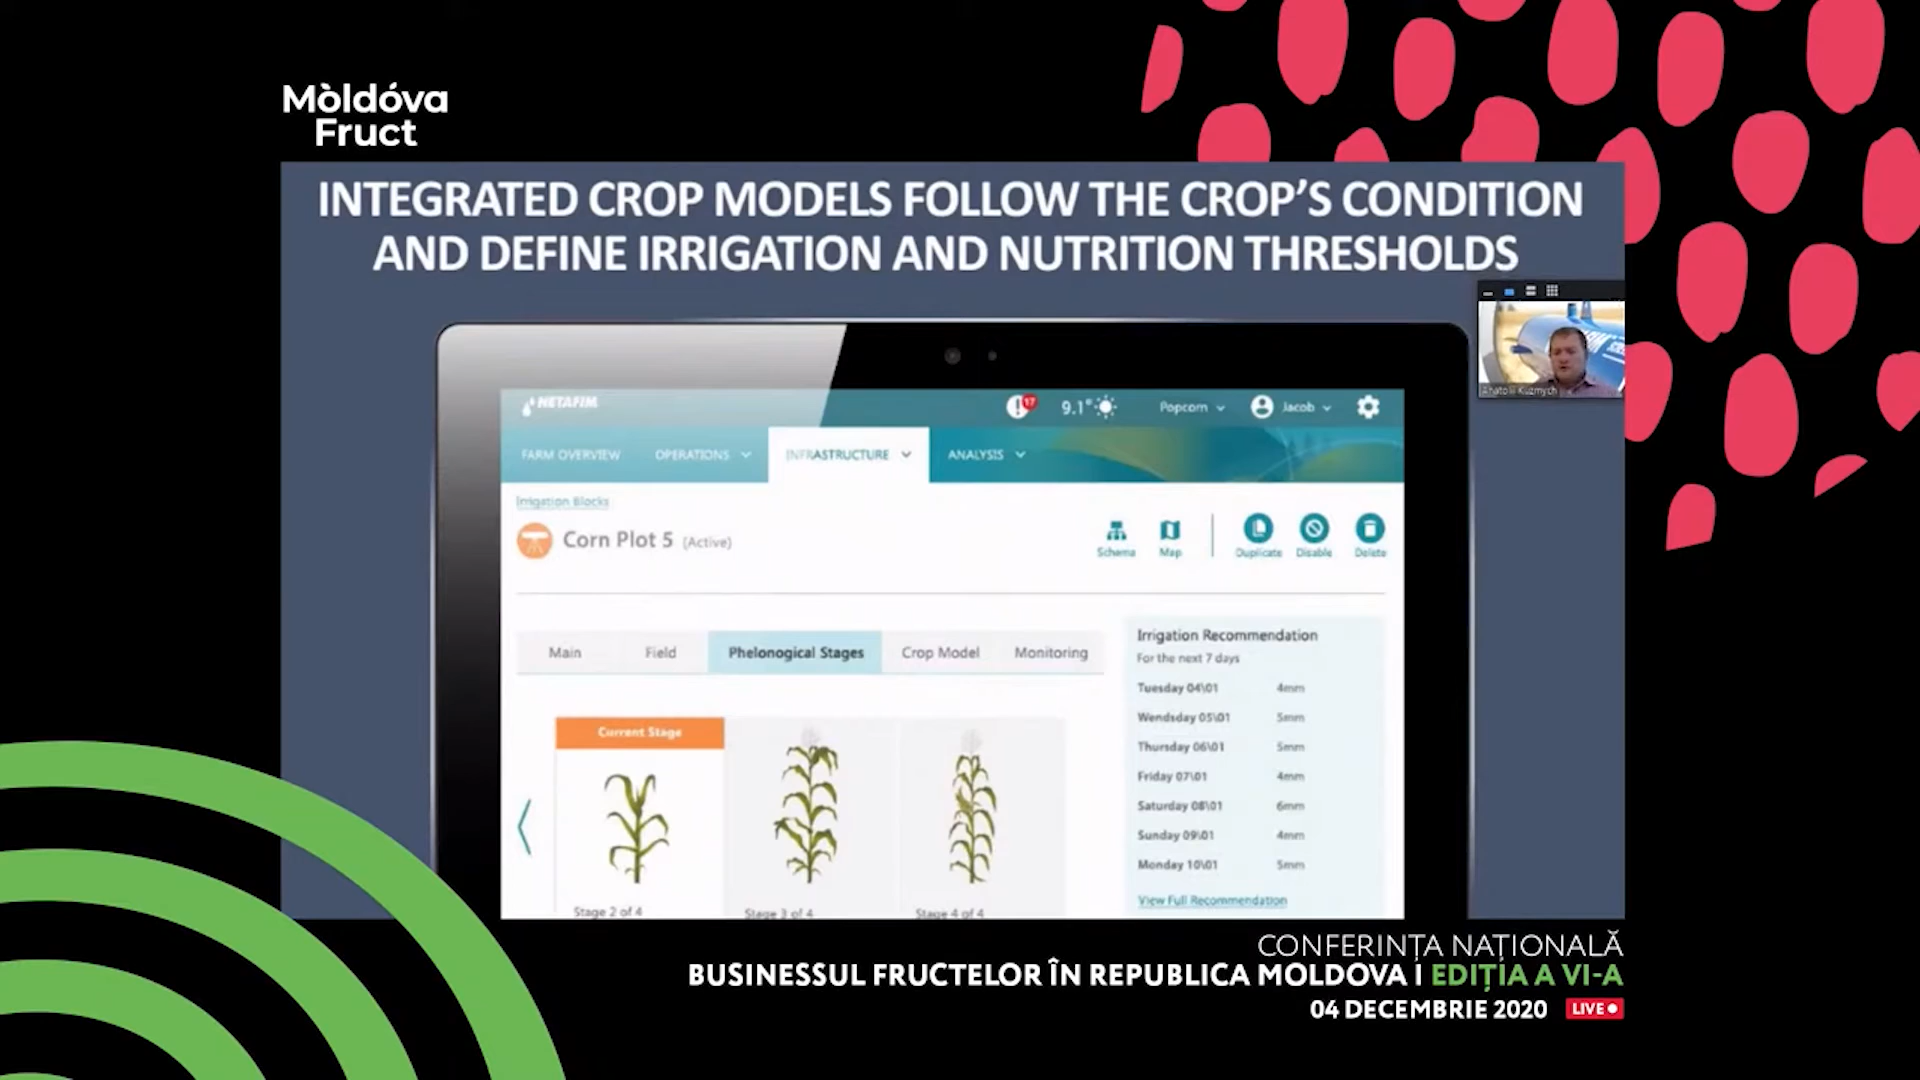 Mòldóva
Fruct
INTEGRATED CROP MODELS FOLLOW THE CROP'S CONDITION
AND DEFINE IRRIGATION AND NUTRITION THRESHOLDS
Anatolii Kuzmych
NETAFIM
17
9.1°
Popcorn
Jacob
FARM OVERVIEW
OPERATIONS
INFRASTRUCTURE
ANALYSIS
Irrigation Blocks
Corn Plot 5 (Active)
Schema
Map
Duplicate
Disable
Delete
Main
Field
Phelonogical Stages
Crop Model
Monitoring
Current Stage
Stage 2 of 4
Stage 3 of 4
Stage 4 of 4
Irrigation Recommendation
For the next 7 days
Tuesday 04\01 4mm
Wendsday 05\01 5mm
Thursday 06\01 5mm
Friday 07\01 4mm
Saturday 08\01 6mm
Sunday 09\01 4mm
Monday 10\01 5mm
View Full Recommendation
CONFERINȚA NAȚIONALĂ
BUSINESSUL FRUCTELOR ÎN REPUBLICA MOLDOVA | EDIȚIA A VI-A
04 DECEMBRIE 2020 LIVE